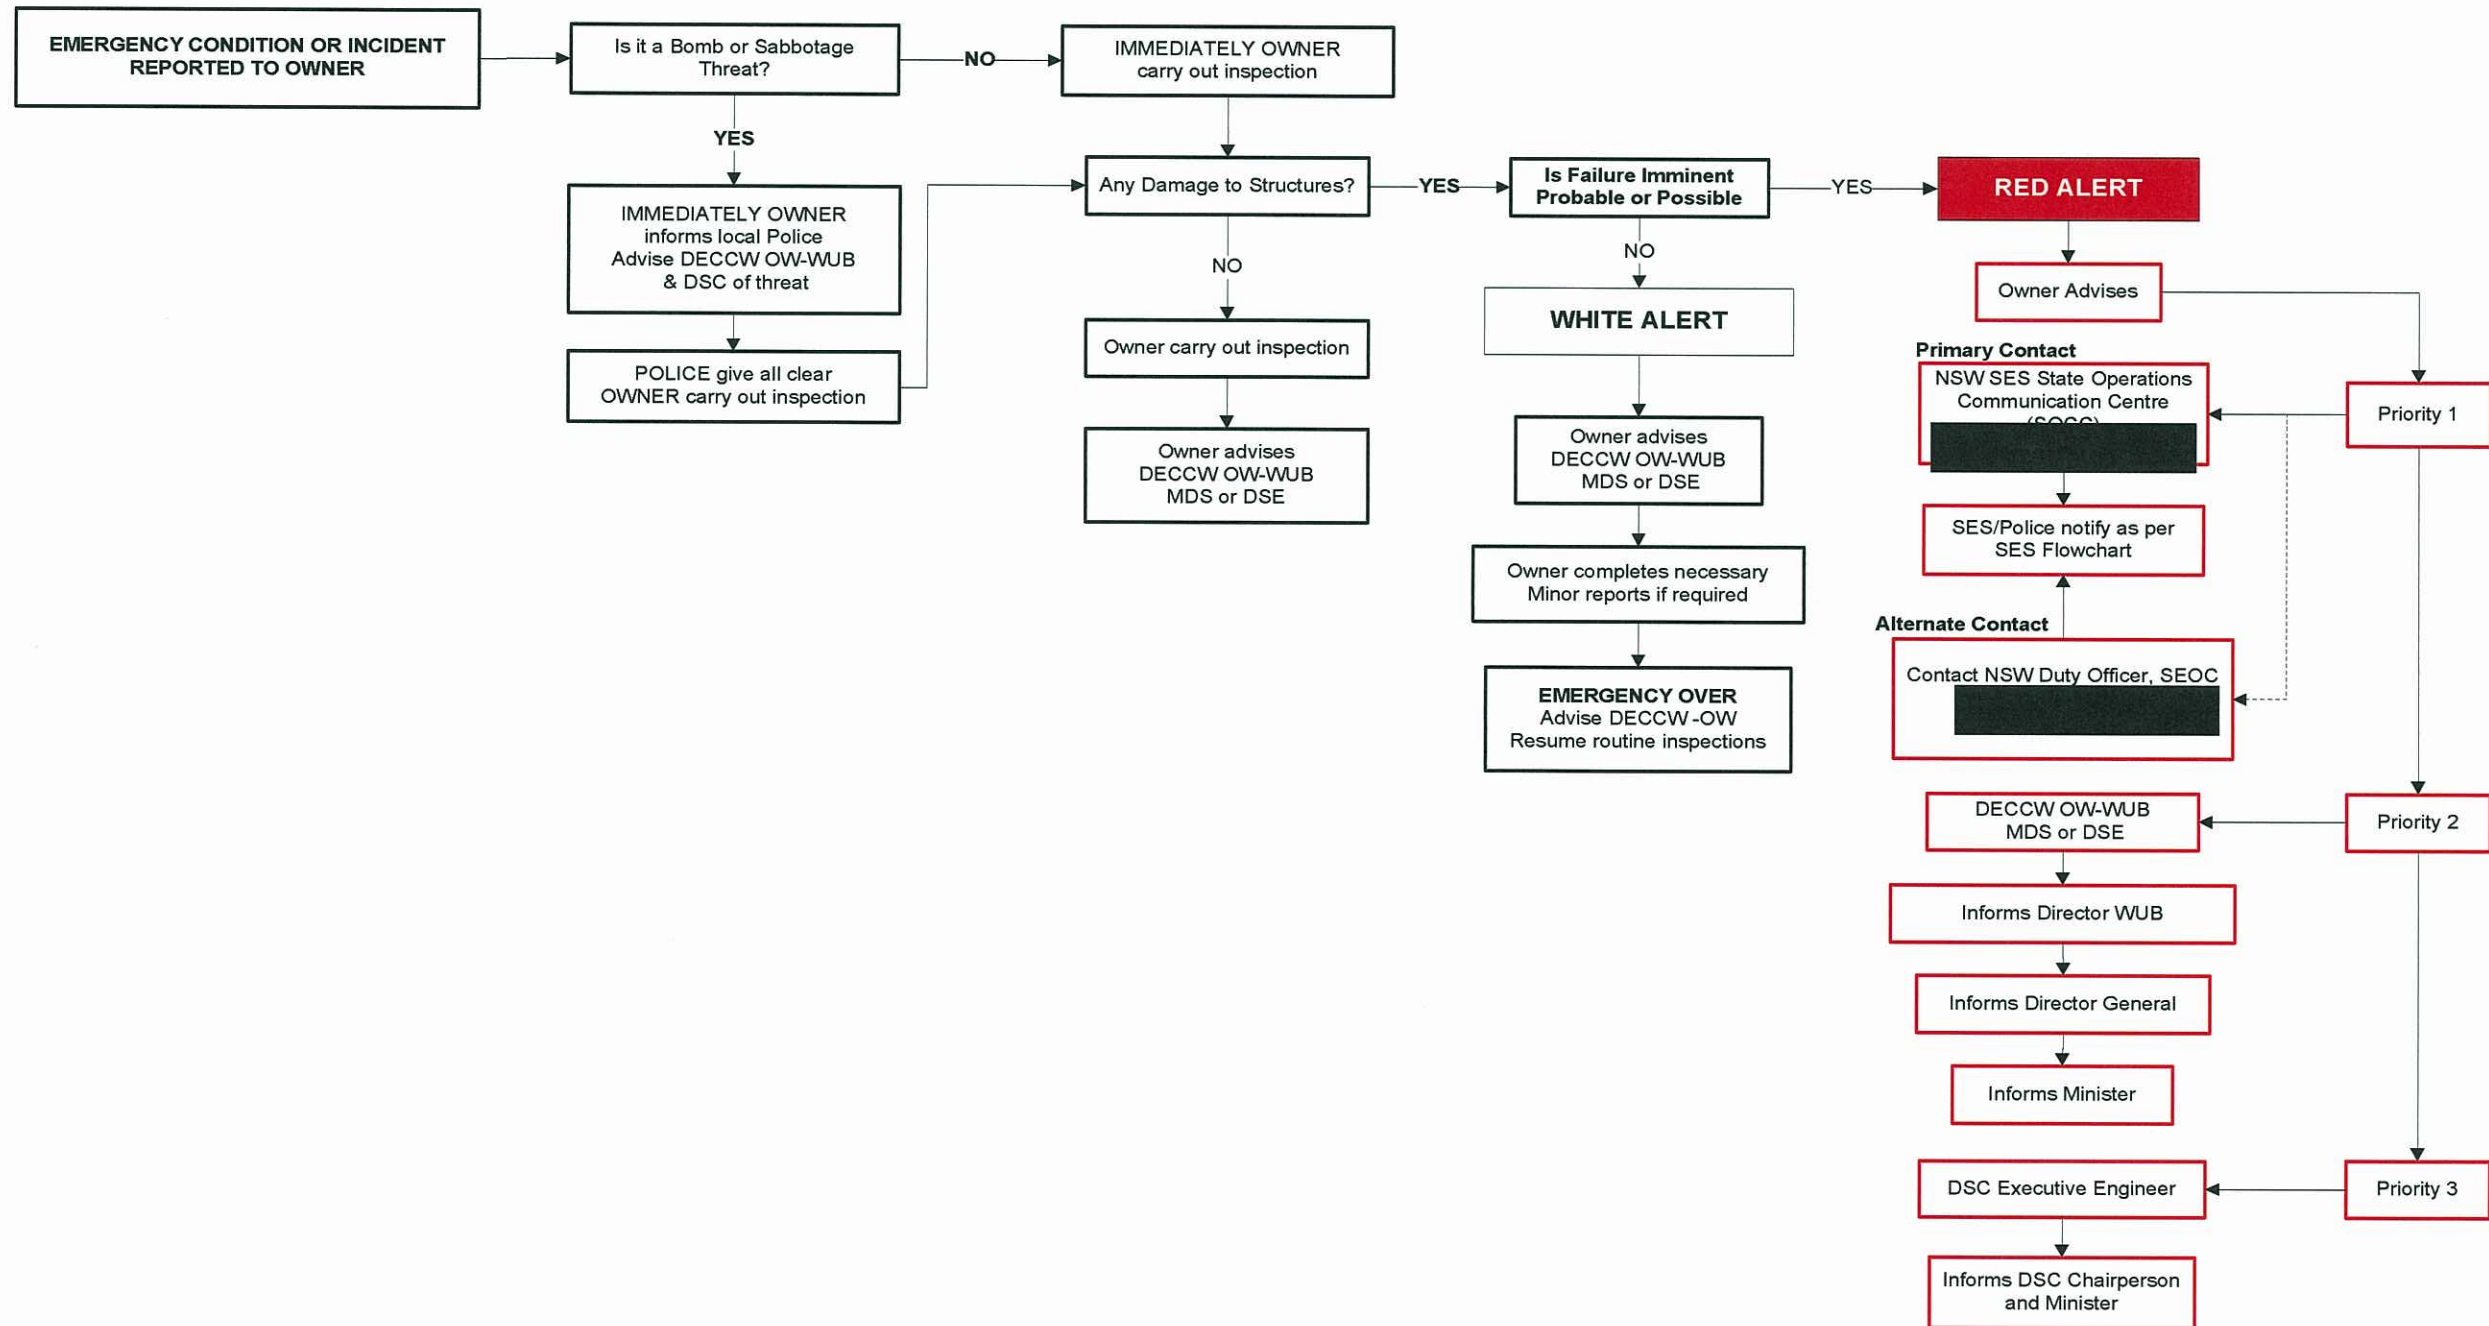 EMERGENCY CONDITION OR INCIDENT
REPORTED TO OWNER
Is it a Bomb or Sabbotage
Threat?
NO
IMMEDIATELY OWNER
carry out inspection
YES
IMMEDIATELY OWNER
informs local Police
Advise DECCW OW-WUB
& DSC of threat
POLICE give all clear
OWNER carry out inspection
Any Damage to Structures?
NO
Owner carry out inspection
Owner advises
DECCW OW-WUB
MDS or DSE
YES
Is Failure Imminent
Probable or Possible
NO
WHITE ALERT
Owner advises
DECCW OW-WUB
MDS or DSE
Owner completes necessary
Minor reports if required
EMERGENCY OVER
Advise DECCW-OW
Resume routine inspections
YES
RED ALERT
Owner Advises
Priority 1
Primary Contact
NSW SES State Operations
Communication Centre
(SOCC)
SES/Police notify as per
SES Flowchart
Alternate Contact
Contact NSW Duty Officer, SEOC
Priority 2
DECCW OW-WUB
MDS or DSE
Informs Director WUB
Informs Director General
Informs Minister
Priority 3
DSC Executive Engineer
Informs DSC Chairperson
and Minister